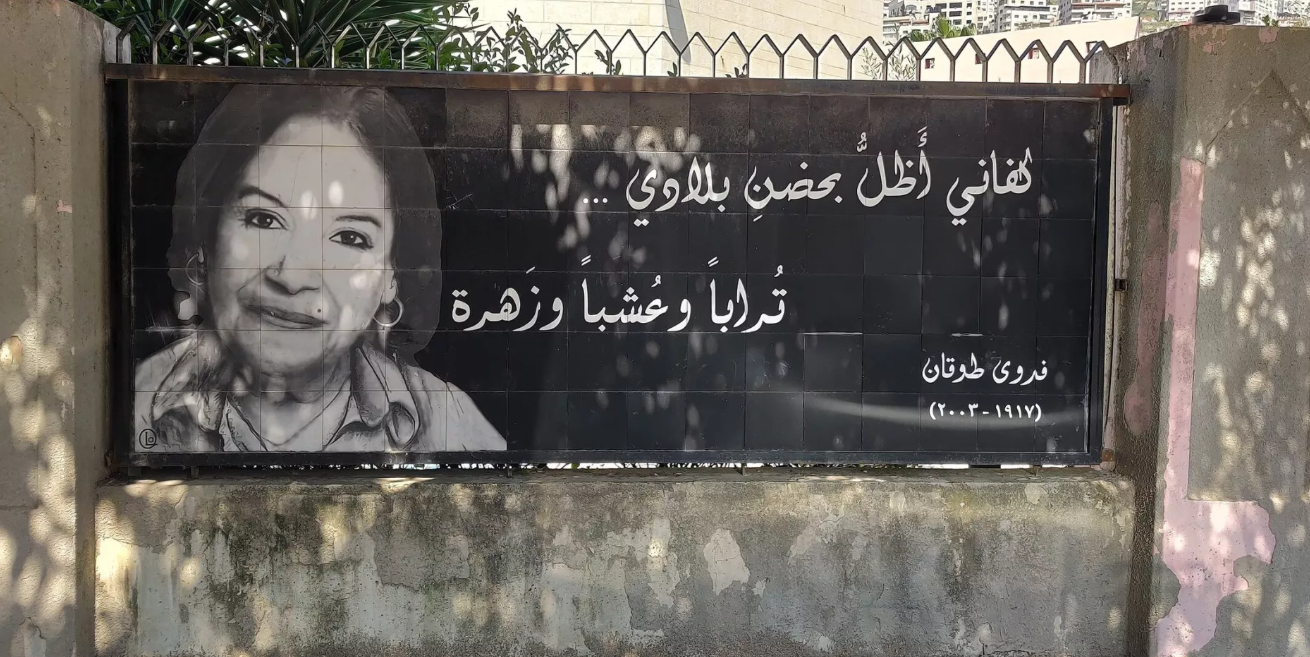 كفاني أَظلُّ بحضنِ بلادي ...
تُراباً وعُشباً وزَهرة
فدوى طوقان
(١٩١٧-٢٠٠٣)